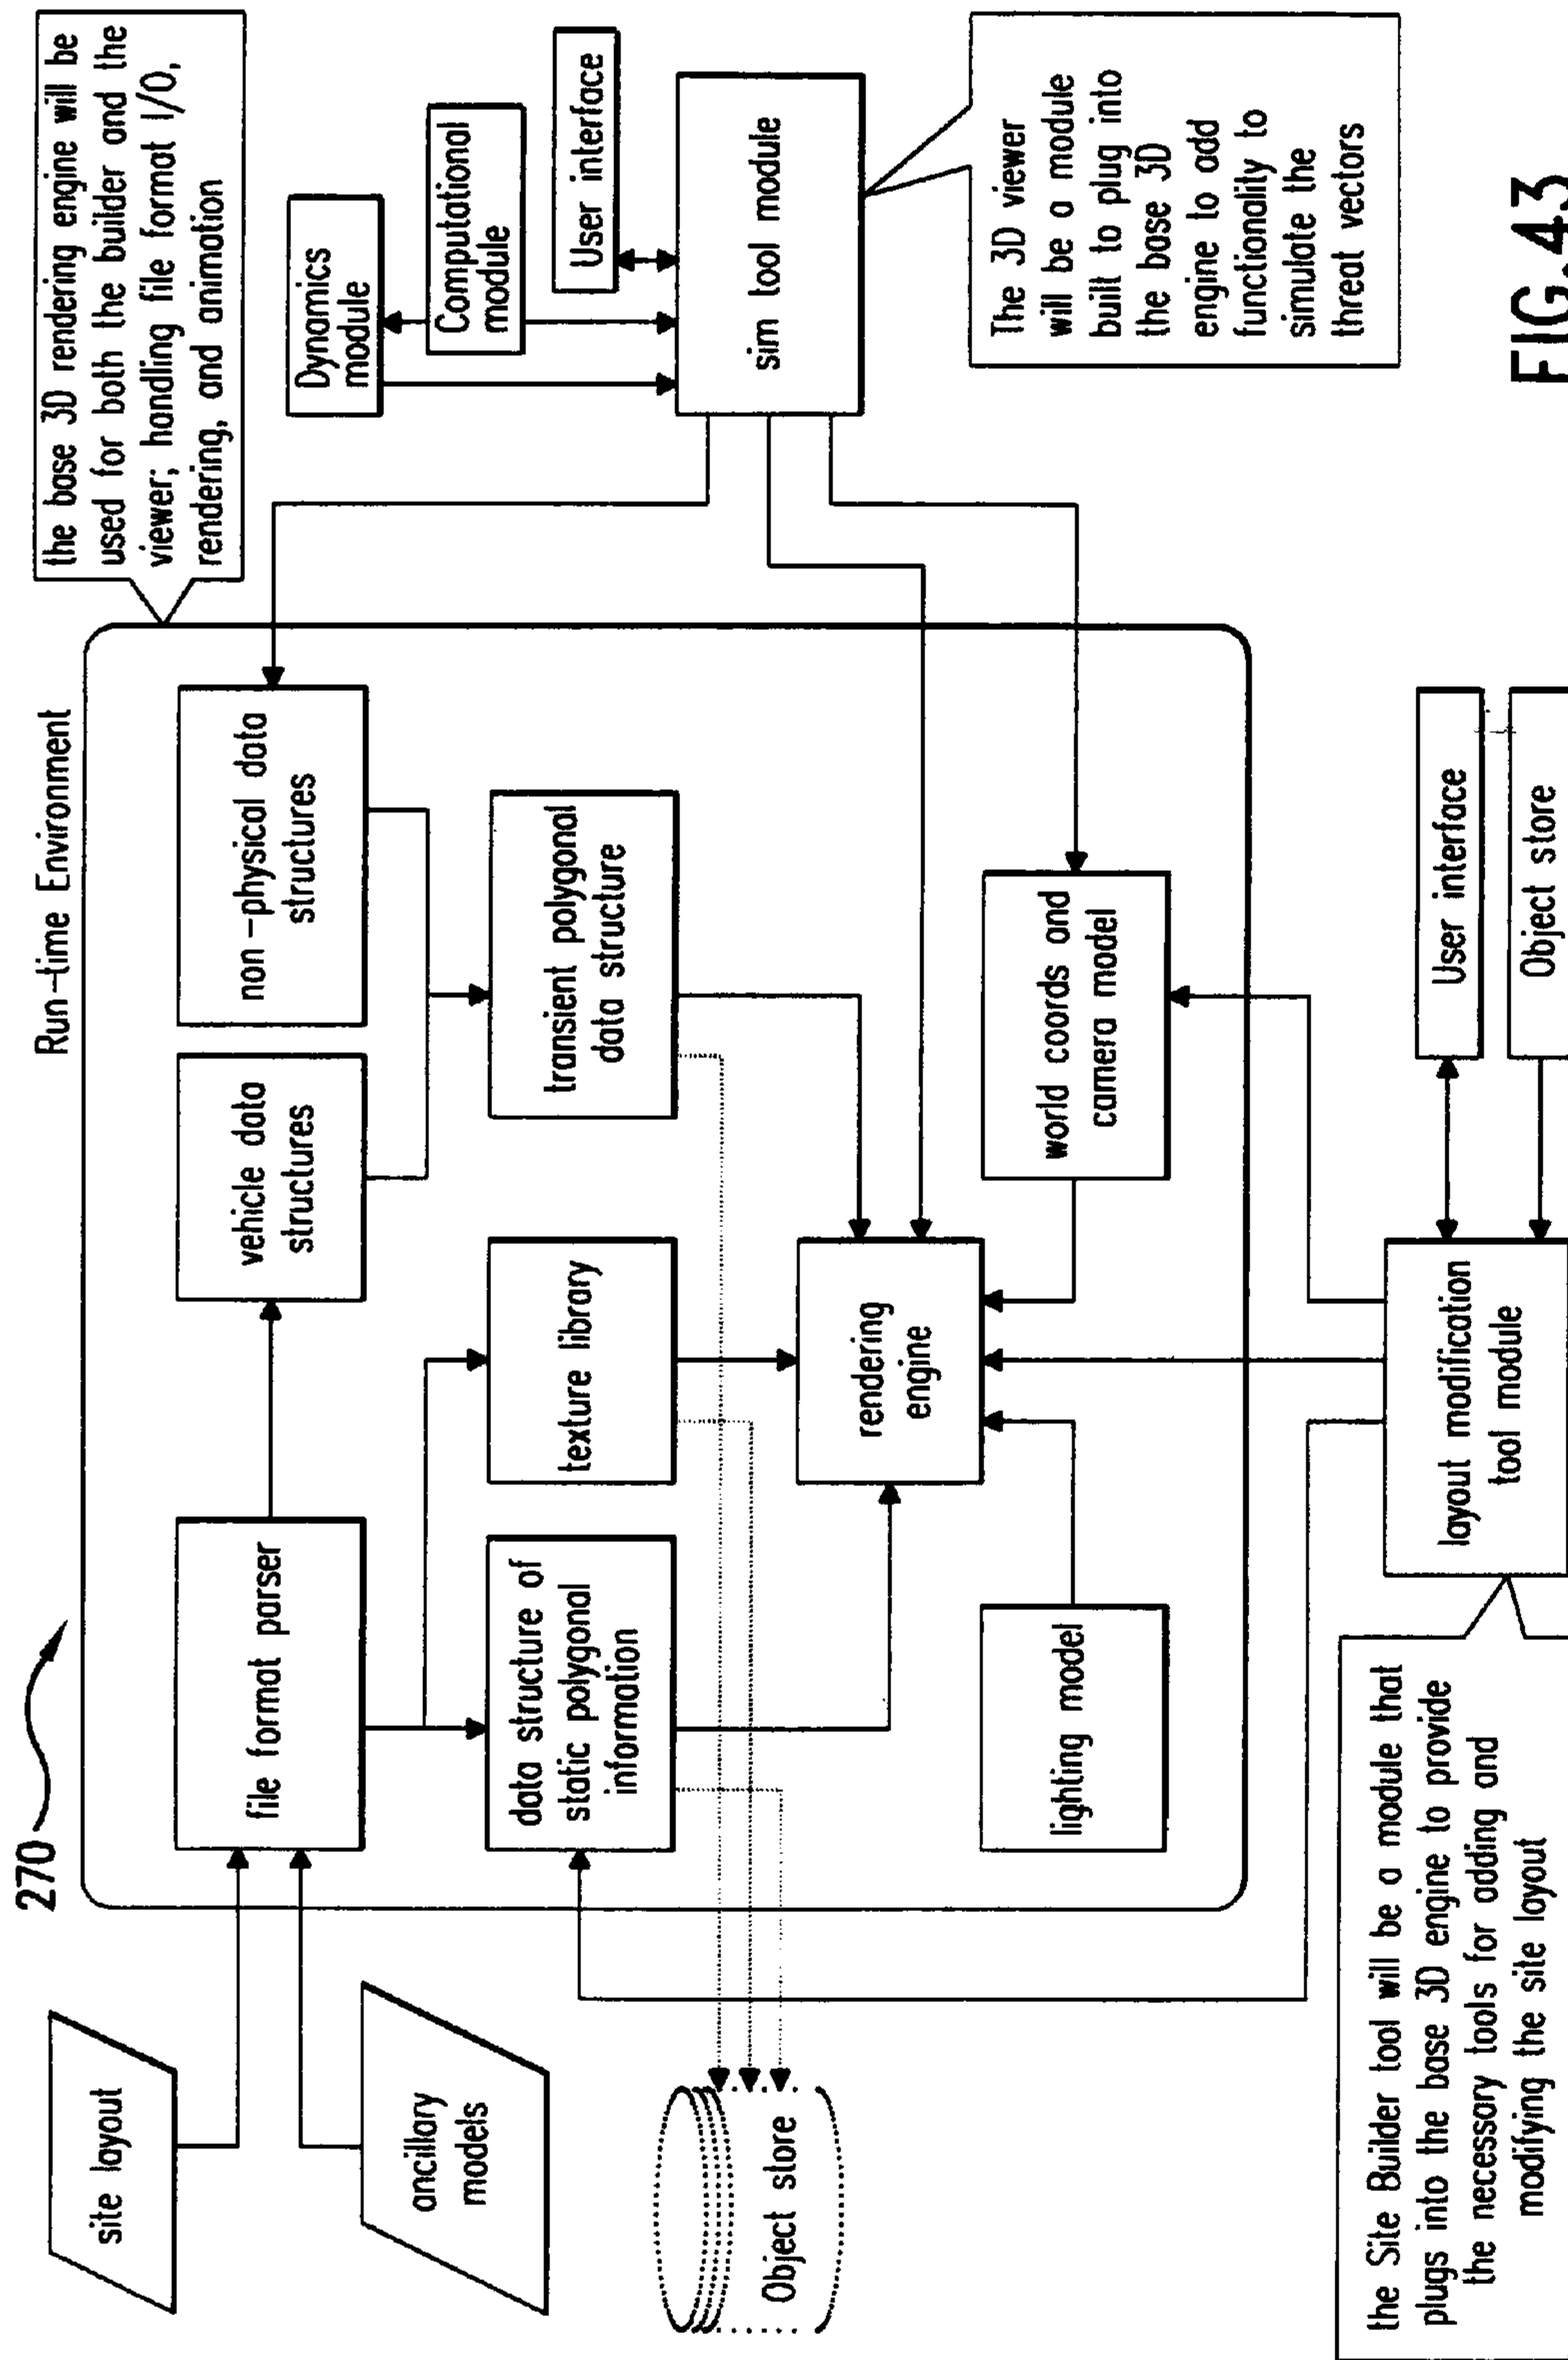 270
Run-time Environment
the base 3D rendering engine will be
used for both the builder and the
viewer; handling file format I/O,
rendering, and animation
site layout
ancillary
models
Object store
file format parser
vehicle data
structures
non-physical data
structures
data structure of
static polygonal
information
texture library
transient polygonal
data structure
rendering
engine
lighting model
world coords and
camera model
Dynamics
module
Computational
module
User interface
sim tool module
The 3D viewer
will be a module
built to plug into
the base 3D
engine to add
functionality to
simulate the
threat vectors
the Site Builder tool will be a module that
plugs into the base 3D engine to provide
the necessary tools for adding and
modifying the site layout
layout modification
tool module
User interface
Object store
FIG.43